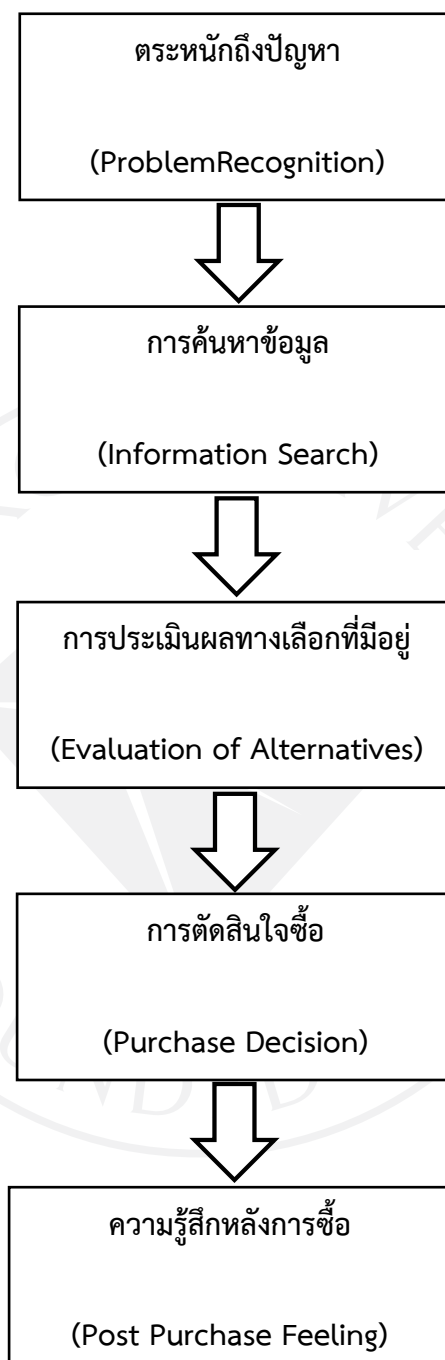 ตระหนักถึงปัญหา
(ProblemRecognition)
การค้นหาข้อมูล
(Information Search)
การประเมินผลทางเลือกที่มีอยู่
(Evaluation of Alternatives)
การตัดสินใจซื้อ
(Purchase Decision)
ความรู้สึกหลังการซื้อ
(Post Purchase Feeling)